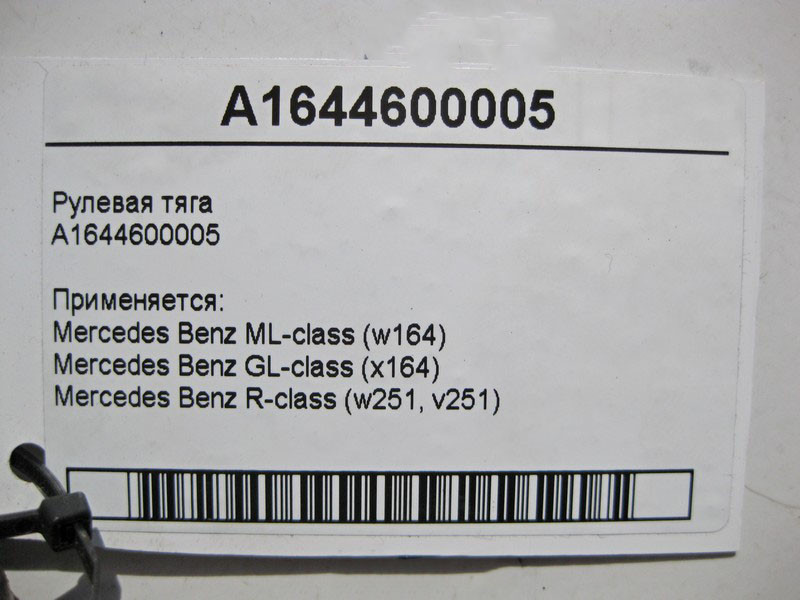 A1644600005
Рулевая тяга
A1644600005
Применяется:
Mercedes Benz ML-class (w164)
Mercedes Benz GL-class (x164)
Mercedes Benz R-class (w251, v251)